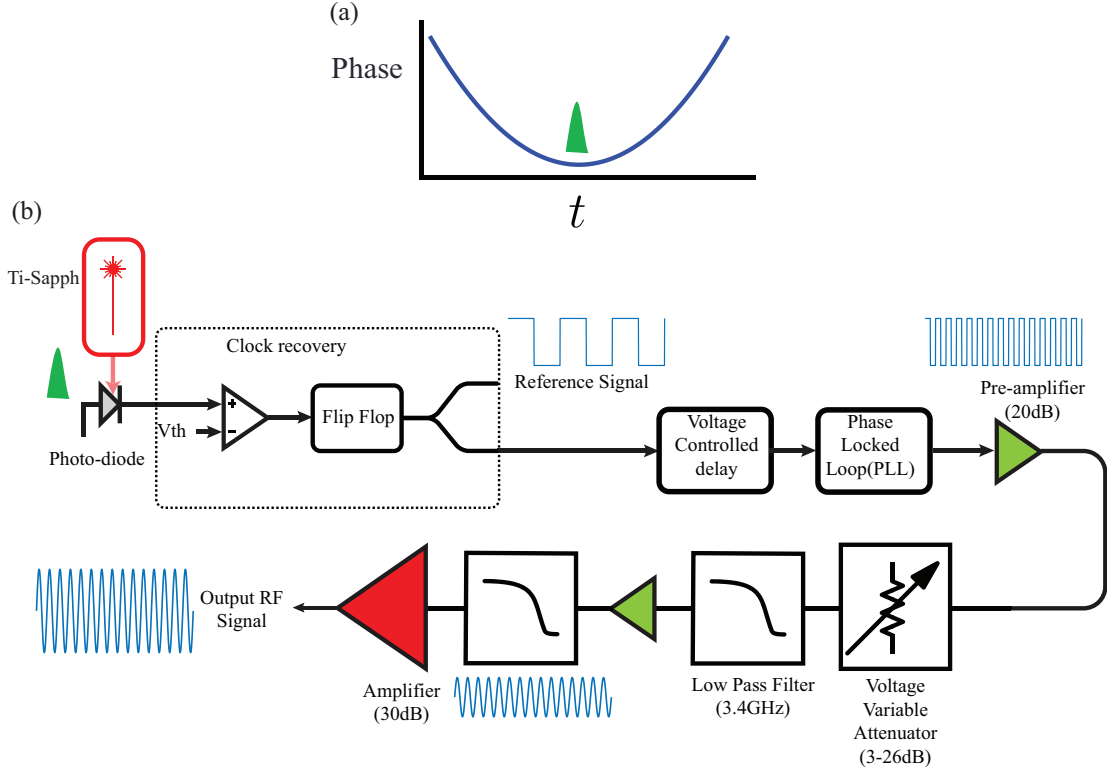 (a)
Phase
t
(b)
Ti-Sapph
Photo-diode
Clock recovery
Vth
+
−
Flip Flop
Reference Signal
Voltage
Controlled
delay
Phase
Locked
Loop(PLL)
Pre-amplifier
(20dB)
Output RF
Signal
Amplifier
(30dB)
Low Pass Filter
(3.4GHz)
Voltage
Variable
Attenuator
(3-26dB)